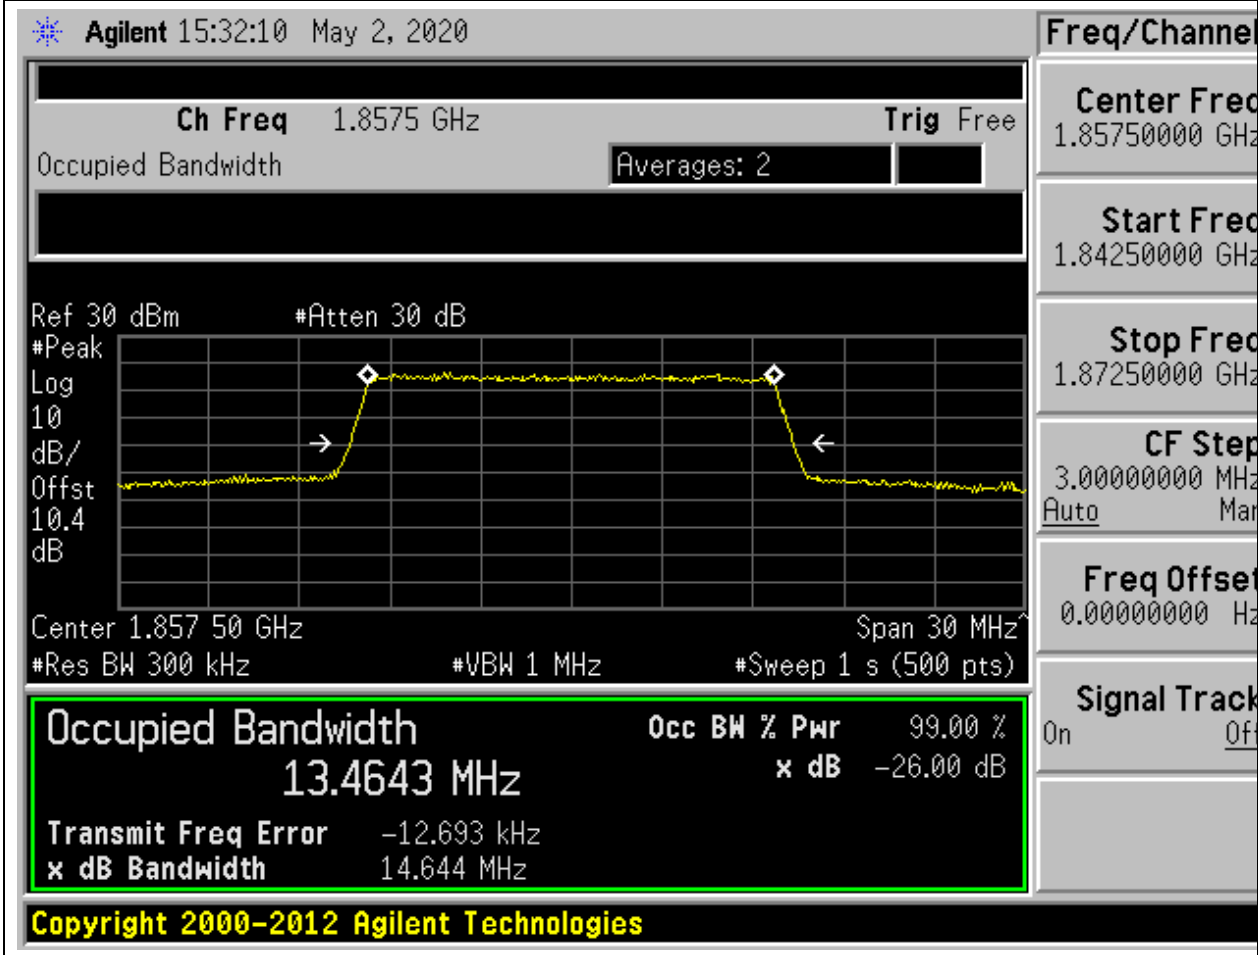 Agilent 15:32:10 May 2, 2020
Ch Freq 1.8575 GHz Trig Free
Occupied Bandwidth Averages: 2
Ref 30 dBm #Atten 30 dB
#Peak
Log
10
dB/
Offst
10.4
dB
Center 1.857 50 GHz Span 30 MHz^
#Res BW 300 kHz #VBW 1 MHz #Sweep 1 s (500 pts)
Occupied Bandwidth Occ BW % Pwr 99.00 %
13.4643 MHz x dB -26.00 dB
Transmit Freq Error -12.693 kHz
x dB Bandwidth 14.644 MHz
Copyright 2000-2012 Agilent Technologies
Freq/Channel
Center Freq
1.85750000 GHz
Start Freq
1.84250000 GHz
Stop Freq
1.87250000 GHz
CF Step
3.00000000 MHz
Auto Man
Freq Offset
0.00000000 Hz
Signal Track
On Off